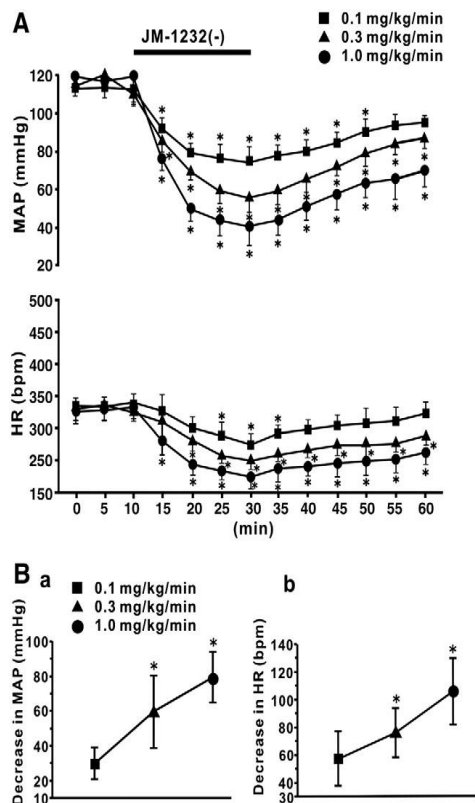 A
JM-1232(-)
0.1 mg/kg/min
0.3 mg/kg/min
1.0 mg/kg/min
MAP (mmHg)
120
100
80
60
40
20
* * * * * * * * *
* * * * * * * * *
* * * * * * * * * *
HR (bpm)
500
450
400
350
300
250
150
* * *
* * * * * * * *
* * * * * * * * * *
0 5 10 15 20 25 30 35 40 45 50 55 60
(min)
B
a
0.1 mg/kg/min
0.3 mg/kg/min
1.0 mg/kg/min
Decrease in MAP (mmHg)
100
80
60
40
20
10
* *
b
Decrease in HR (bpm)
140
120
100
80
60
40
30
* *